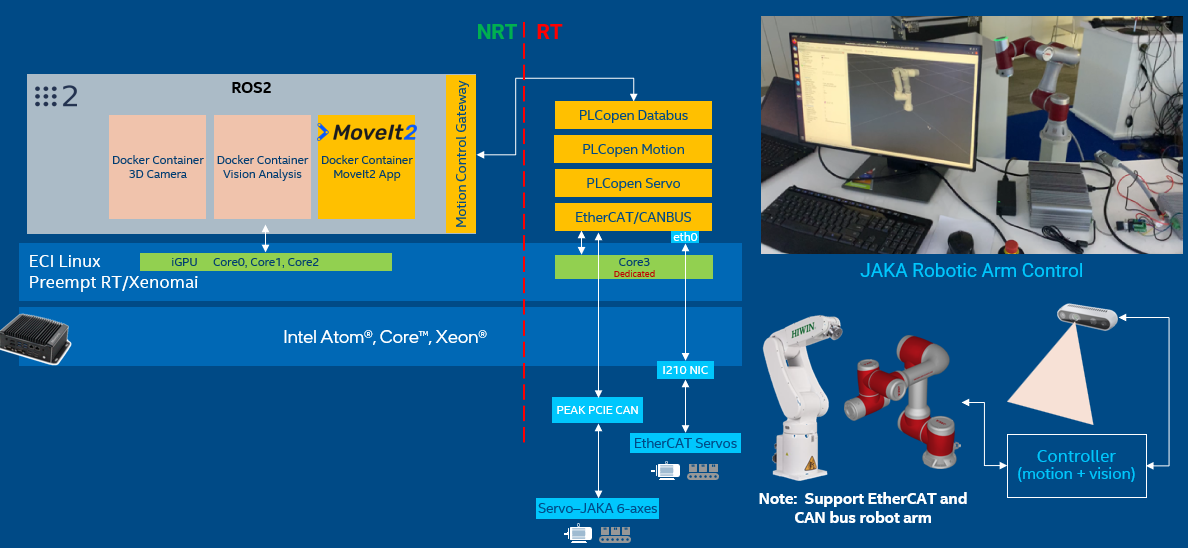 NRT
RT
2
ROS2
Docker Container
3D Camera
Docker Container
Vision Analysis
MoveIt2
Docker Container
MoveIt2 App
Motion Control Gateway
PLCopen Databus
PLCopen Motion
PLCopen Servo
EtherCAT/CANBUS
eth0
ECI Linux
Preempt RT/Xenomai
iGPU Core0, Core1, Core2
Core3
Dedicated
Intel Atom®, Core™, Xeon®
I210 NIC
PEAK PCIE CAN
EtherCAT Servos
Servo–JAKA 6-axes
JAKA Robotic Arm Control
HIWIN
Controller
(motion + vision)
Note: Support EtherCAT and
CAN bus robot arm